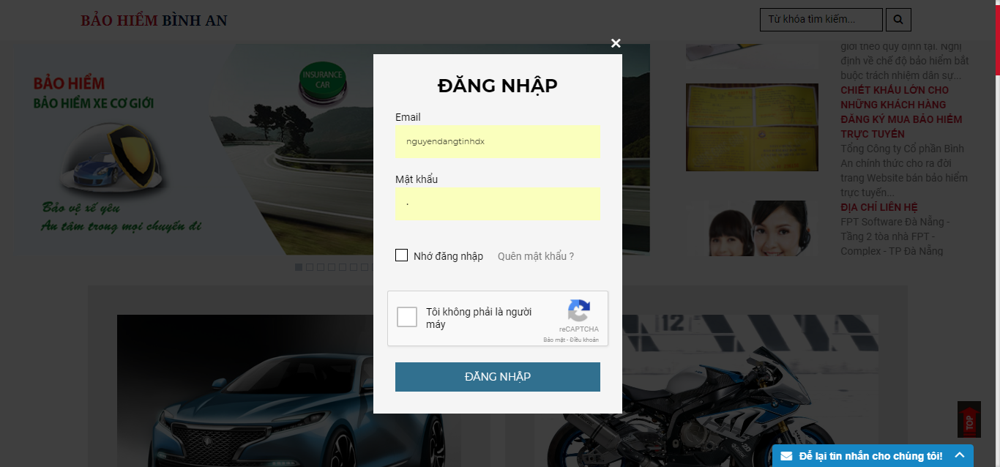 BẢO HIỂM BÌNH AN
Từ khóa tìm kiếm...
×
BẢO HIỂM
BẢO HIỂM XE CƠ GIỚI
INSURANCE
CAR
Bảo vệ xế yêu
An tâm trong mọi chuyến đi
giới theo quy định tại. Nghị
định về chế độ bảo hiểm bắt
buộc trách nhiệm dân sự...
CHIẾT KHẤU LỚN CHO
NHỮNG KHÁCH HÀNG
ĐĂNG KÝ MUA BẢO HIỂM
TRỰC TUYẾN
Tổng Công ty Cổ phần Bình
An chính thức cho ra đời
trang Website bán bảo hiểm
trực tuyến...
ĐỊA CHỈ LIÊN HỆ
FPT Software Đà Nẵng -
Tầng 2 tòa nhà FPT -
Complex - TP Đà Nẵng
ĐĂNG NHẬP
Email
nguyendangtinhdx
Mật khẩu
Nhớ đăng nhập
Quên mật khẩu ?
Tôi không phải là người
máy
reCAPTCHA
Bảo mật - Điều khoản
ĐĂNG NHẬP
12
TOP
Để lại tin nhắn cho chúng tôi!